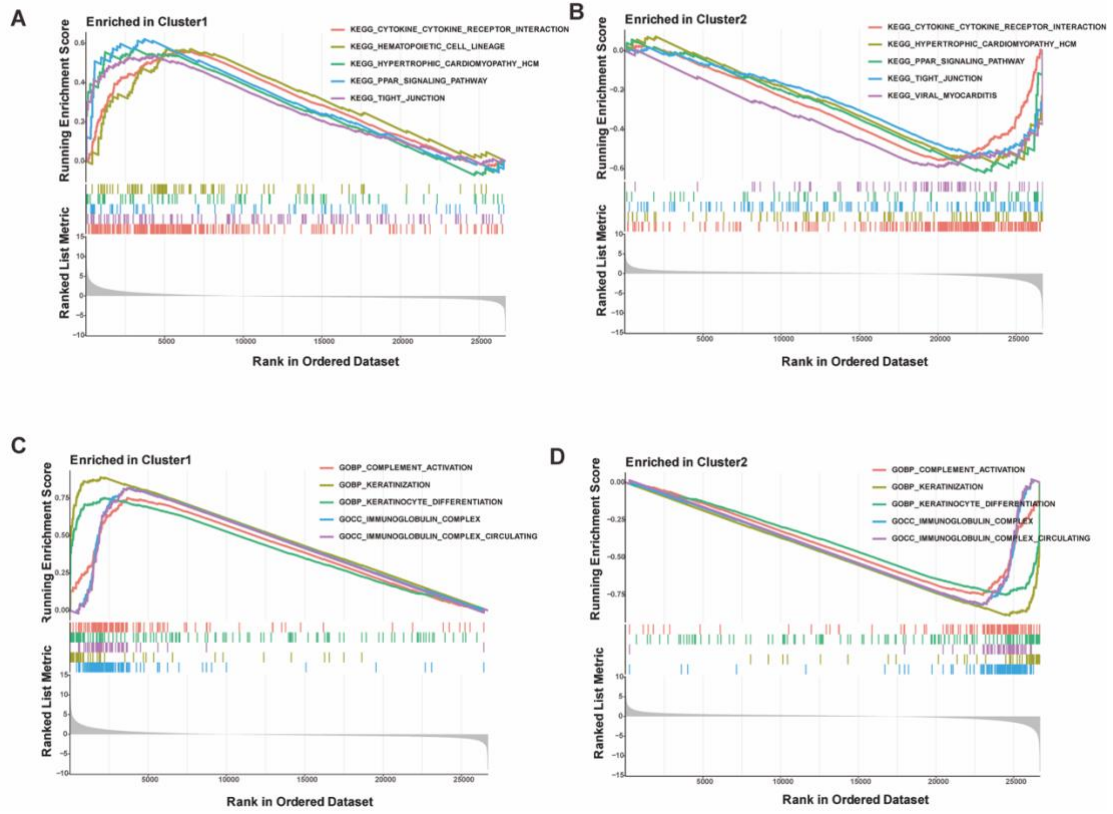 A
Enriched in Cluster1
KEGG_CYTOKINE_CYTOKINE_RECEPTOR_INTERACTION
KEGG_HEMATOPOIETIC_CELL_LINEAGE
KEGG_HYPERTROPHIC_CARDIOMYOPATHY_HCM
KEGG_PPAR_SIGNALING_PATHWAY
KEGG_TIGHT_JUNCTION
Running Enrichment Score
0.6
0.4
0.2
0.0
Ranked List Metric
15
10
5
0
−5
−10
5000
10000
15000
20000
25000
Rank in Ordered Dataset
B
Enriched in Cluster2
KEGG_CYTOKINE_CYTOKINE_RECEPTOR_INTERACTION
KEGG_HYPERTROPHIC_CARDIOMYOPATHY_HCM
KEGG_PPAR_SIGNALING_PATHWAY
KEGG_TIGHT_JUNCTION
KEGG_VIRAL_MYOCARDITIS
Running Enrichment Score
0.0
−0.2
−0.4
−0.6
Ranked List Metric
10
5
0
−5
−10
−15
5000
10000
15000
20000
25000
Rank in Ordered Dataset
C
Enriched in Cluster1
GOBP_COMPLEMENT_ACTIVATION
GOBP_KERATINIZATION
GOBP_KERATINOCYTE_DIFFERENTIATION
GOCC_IMMUNOGLOBULIN_COMPLEX
GOCC_IMMUNOGLOBULIN_COMPLEX_CIRCULATING
Running Enrichment Score
0.75
0.50
0.25
0.00
Ranked List Metric
15
10
5
0
−5
−10
5000
10000
15000
20000
25000
Rank in Ordered Dataset
D
Enriched in Cluster2
GOBP_COMPLEMENT_ACTIVATION
GOBP_KERATINIZATION
GOBP_KERATINOCYTE_DIFFERENTIATION
GOCC_IMMUNOGLOBULIN_COMPLEX
GOCC_IMMUNOGLOBULIN_COMPLEX_CIRCULATING
Running Enrichment Score
0.00
−0.25
−0.50
−0.75
Ranked List Metric
10
5
0
−5
−10
−15
5000
10000
15000
20000
25000
Rank in Ordered Dataset